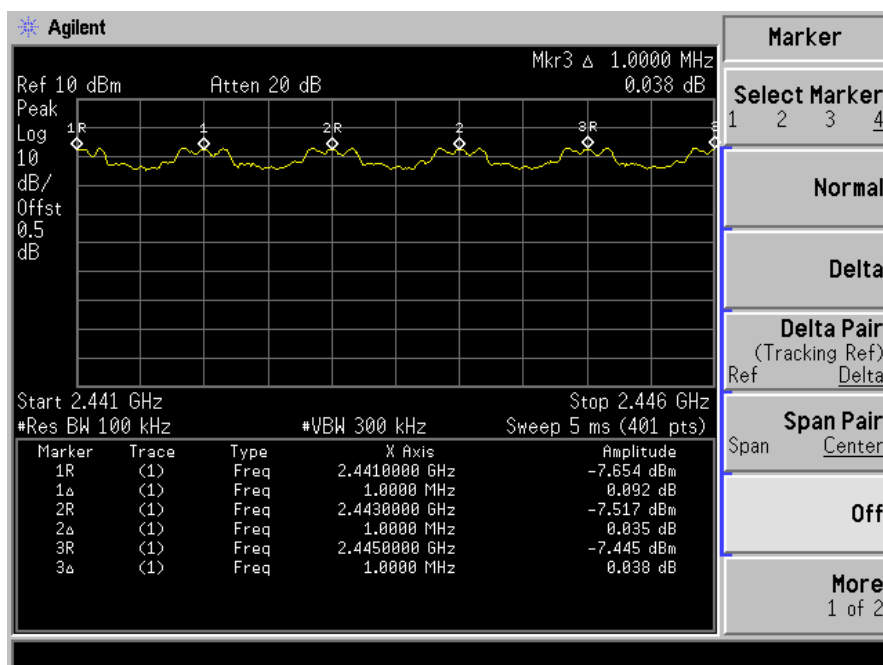 Agilent
Marker
Mkr3 Δ 1.0000 MHz
Ref 10 dBm Atten 20 dB 0.038 dB
Peak
Log
10
dB/
Offst
0.5
dB
1R 1 2R 2 3R 3
Start 2.441 GHz Stop 2.446 GHz
#Res BW 100 kHz #VBW 300 kHz Sweep 5 ms (401 pts)
Marker Trace Type X Axis Amplitude
1R (1) Freq 2.4410000 GHz -7.654 dBm
1Δ (1) Freq 1.0000 MHz 0.092 dB
2R (1) Freq 2.4430000 GHz -7.517 dBm
2Δ (1) Freq 1.0000 MHz 0.035 dB
3R (1) Freq 2.4450000 GHz -7.445 dBm
3Δ (1) Freq 1.0000 MHz 0.038 dB
Select Marker
1 2 3 4
Normal
Delta
Delta Pair
(Tracking Ref)
Ref Delta
Span Pair
Span Center
Off
More
1 of 2